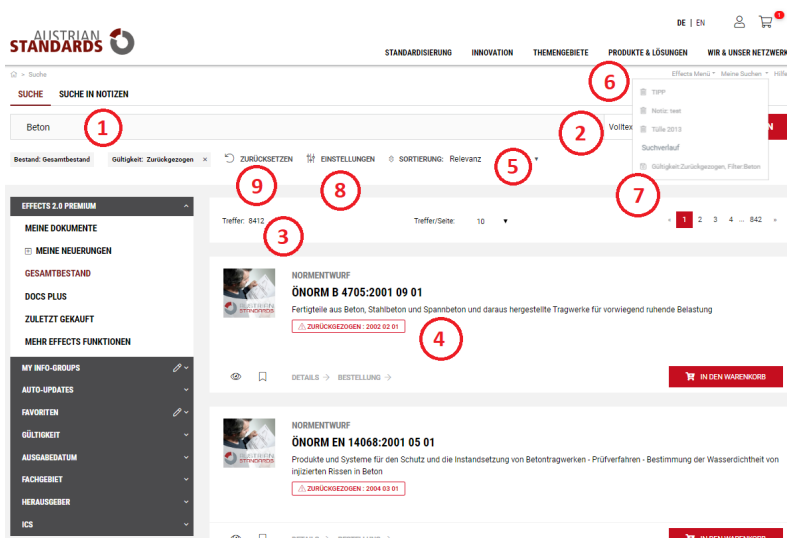 DE | EN
1
AUSTRIAN
STANDARDS
STANDARDISIERUNG INNOVATION THEMENGEBIETE PRODUKTE & LÖSUNGEN WIR & UNSER NETZWERK
> Suche
Effects Menü Meine Suchen Hilfe
SUCHE SUCHE IN NOTIZEN
6
TIPP
Notiz: test
Beton
1
2
Tülle 2013
Suchverlauf
Gültigkeit:Zurückgezogen, Filter:Beton
Bestand: Gesamtbestand Gültigkeit: Zurückgezogen × ZURÜCKSETZEN EINSTELLUNGEN SORTIERUNG: Relevanz
5
9
8
7
EFFECTS 2.0 PREMIUM
MEINE DOKUMENTE
MEINE NEUERUNGEN
GESAMTBESTAND
DOCS PLUS
ZULETZT GEKAUFT
MEHR EFFECTS FUNKTIONEN
MY INFO-GROUPS
AUTO-UPDATES
FAVORITEN
GÜLTIGKEIT
AUSGABEDATUM
FACHGEBIET
HERAUSGEBER
ICS
Treffer: 8412 Treffer/Seite: 10 « 1 2 3 4 ... 842 »
3
NORMENTWURF
ÖNORM B 4705:2001 09 01
Fertigteile aus Beton, Stahlbeton und Spannbeton und daraus hergestellte Tragwerke für vorwiegend ruhende Belastung
ZURÜCKGEZOGEN : 2002 02 01
4
AUSTRIAN
STANDARDS
DETAILS → BESTELLUNG → IN DEN WARENKORB
NORMENTWURF
ÖNORM EN 14068:2001 05 01
Produkte und Systeme für den Schutz und die Instandsetzung von Betontragwerken - Prüfverfahren - Bestimmung der Wasserdichtheit von
injizierten Rissen in Beton
ZURÜCKGEZOGEN : 2004 03 01
AUSTRIAN
STANDARDS